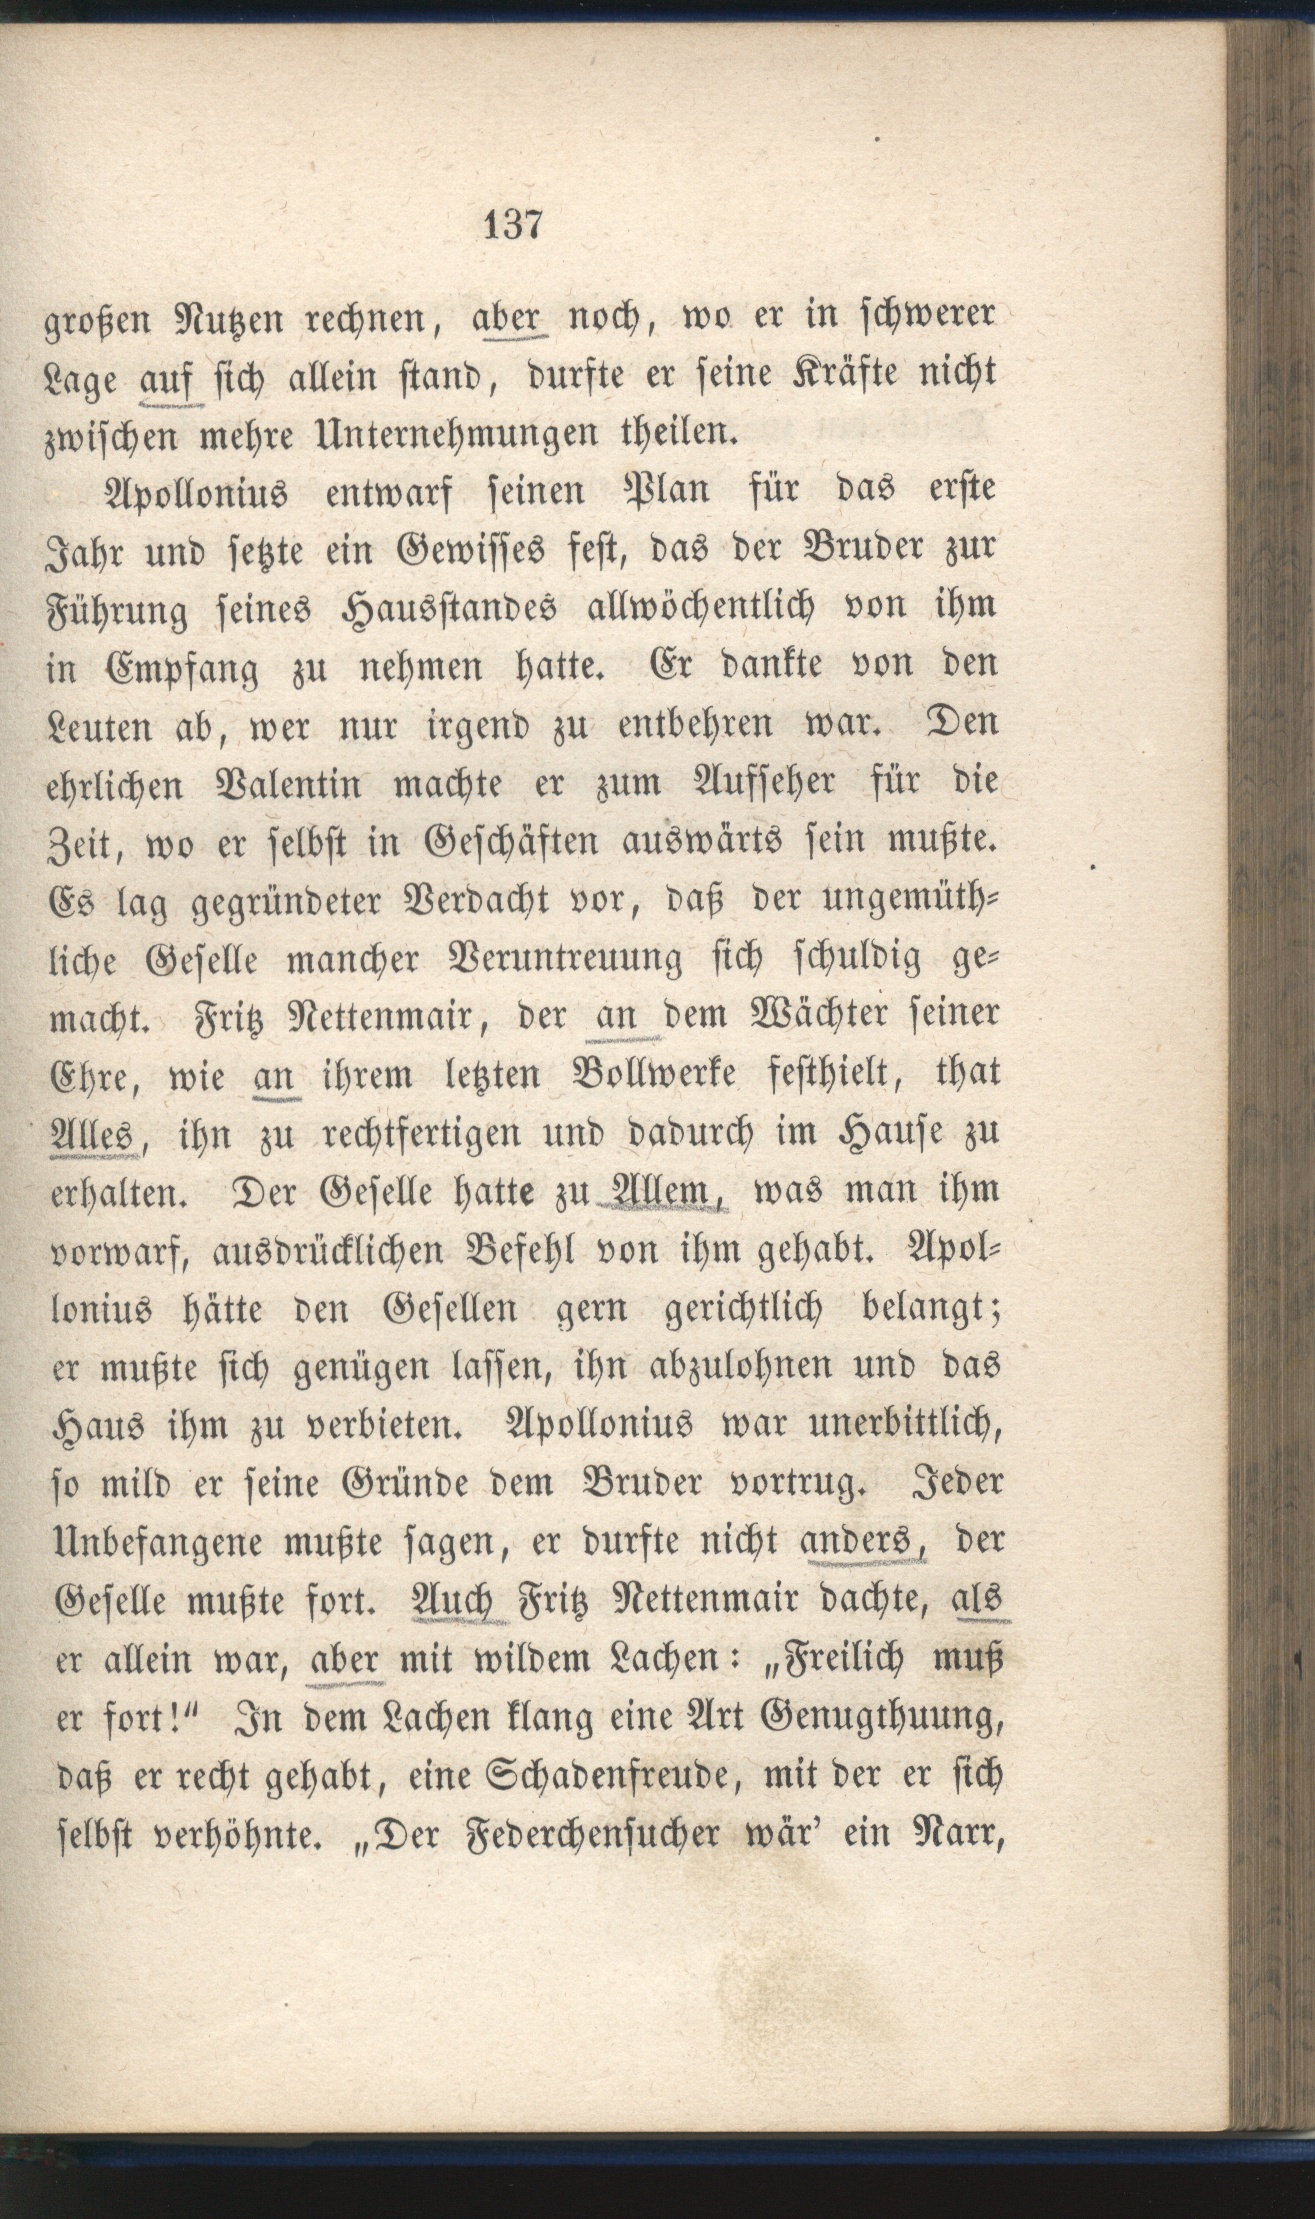 137
großen Nutzen rechnen, aber noch, wo er in schwerer
Lage auf sich allein stand, durfte er seine Kräfte nicht
zwischen mehre Unternehmungen theilen.
Apollonius entwarf seinen Plan für das erste
Jahr und setzte ein Gewisses fest, das der Bruder zur
Führung seines Hausstandes allwöchentlich von ihm
in Empfang zu nehmen hatte. Er dankte von den
Leuten ab, wer nur irgend zu entbehren war. Den
ehrlichen Valentin machte er zum Aufseher für die
Zeit, wo er selbst in Geschäften auswärts sein mußte.
Es lag gegründeter Verdacht vor, daß der ungemüth-
liche Geselle mancher Veruntreuung sich schuldig ge-
macht. Fritz Nettenmair, der an dem Wächter seiner
Ehre, wie an ihrem letzten Bollwerke festhielt, that
Alles, ihn zu rechtfertigen und dadurch im Hause zu
erhalten. Der Geselle hatte zu Allem, was man ihm
vorwarf, ausdrücklichen Befehl von ihm gehabt. Apol-
lonius hätte den Gesellen gern gerichtlich belangt;
er mußte sich genügen lassen, ihn abzulohnen und das
Haus ihm zu verbieten. Apollonius war unerbittlich,
so mild er seine Gründe dem Bruder vortrug. Jeder
Unbefangene mußte sagen, er durfte nicht anders, der
Geselle mußte fort. Auch Fritz Nettenmair dachte, als
er allein war, aber mit wildem Lachen: „Freilich muß
er fort!“ In dem Lachen klang eine Art Genugthuung,
daß er recht gehabt, eine Schadenfreude, mit der er sich
selbst verhöhnte. „Der Federchensucher wär’ ein Narr,